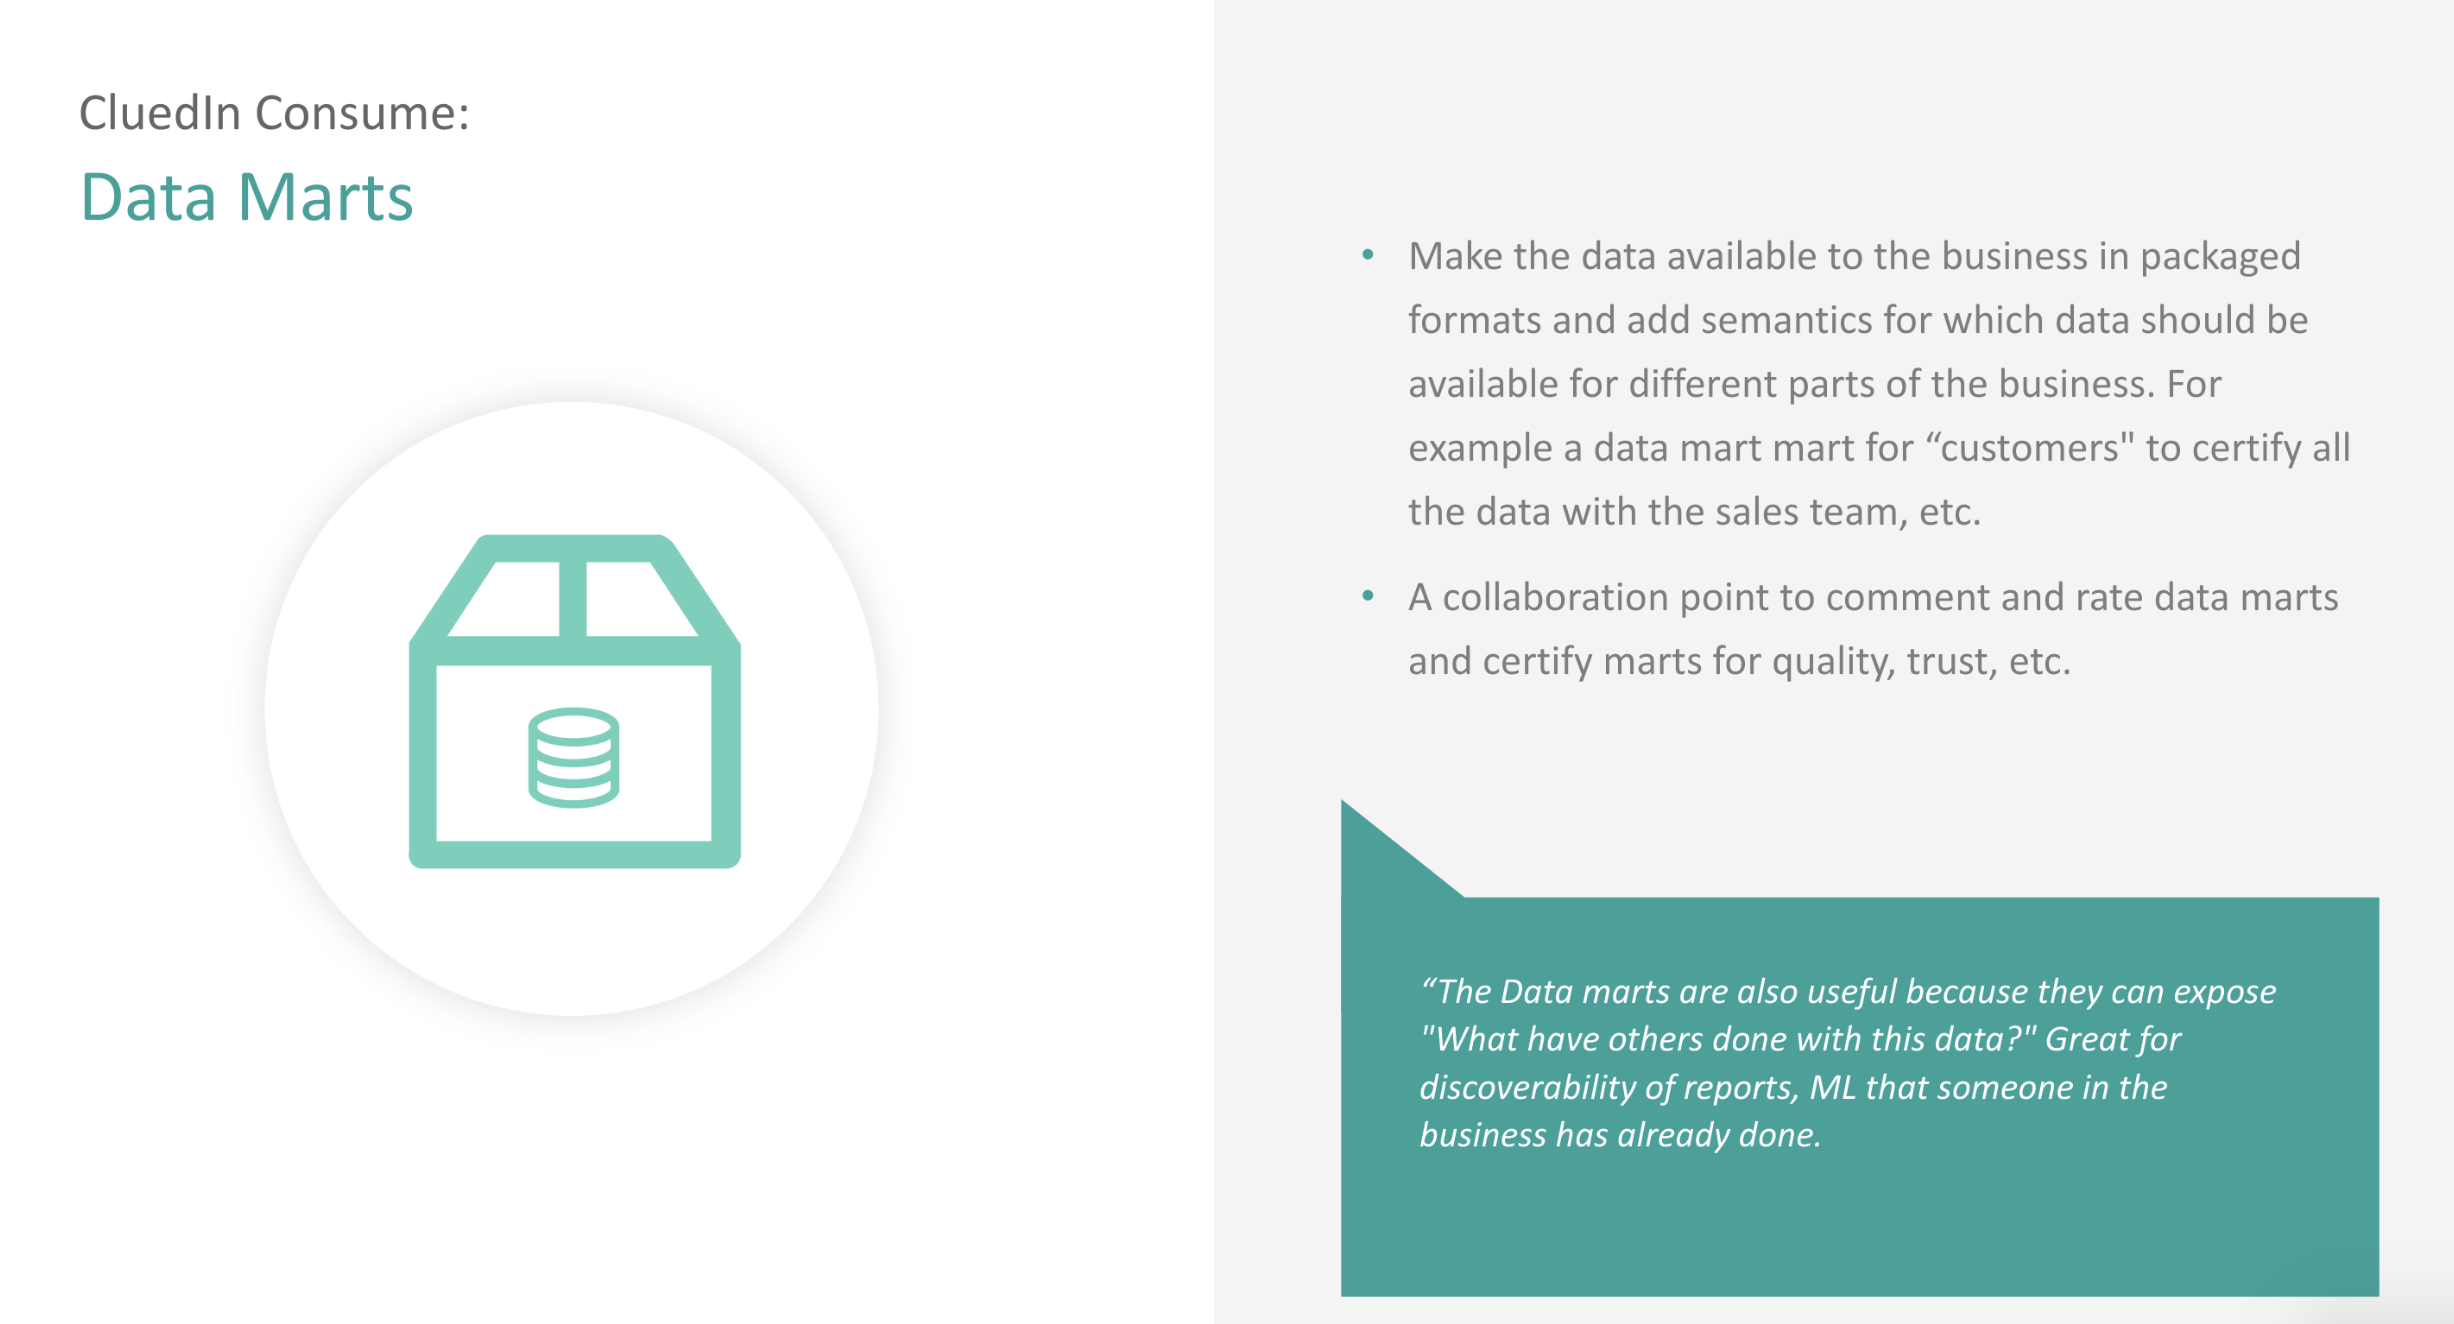 CluedIn Consume:
Data Marts
• Make the data available to the business in packaged
formats and add semantics for which data should be
available for different parts of the business. For
example a data mart mart for “customers" to certify all
the data with the sales team, etc.
• A collaboration point to comment and rate data marts
and certify marts for quality, trust, etc.
“The Data marts are also useful because they can expose
"What have others done with this data?" Great for
discoverability of reports, ML that someone in the
business has already done.